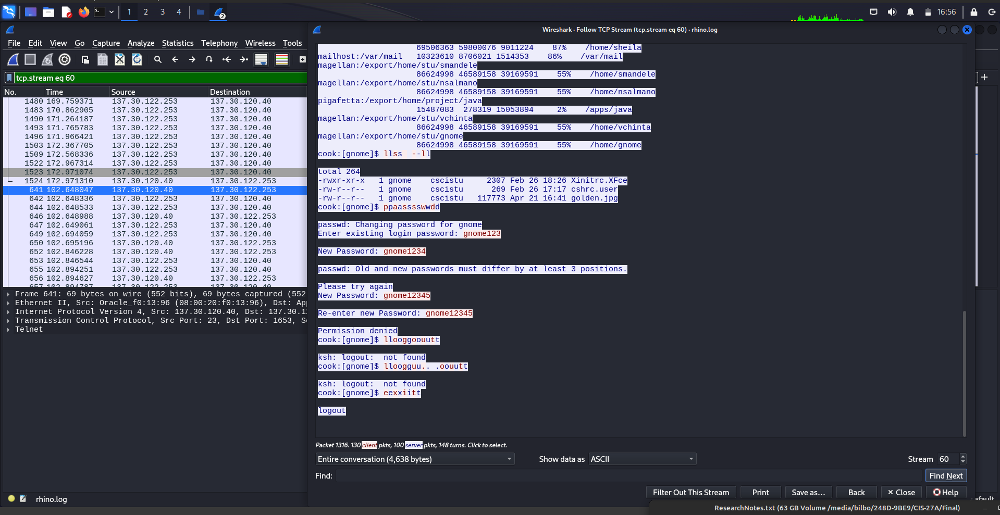 1 2 3 4 2 16:56
Wireshark · Follow TCP Stream (tcp.stream eq 60) · rhino.log
File Edit View Go Capture Analyze Statistics Telephony Wireless Tools
tcp.stream eq 60
No. Time Source Destination
1480 169.759371 137.30.122.253 137.30.120.40
1483 170.862905 137.30.122.253 137.30.120.40
1490 171.264187 137.30.122.253 137.30.120.40
1493 171.765783 137.30.122.253 137.30.120.40
1496 171.966421 137.30.122.253 137.30.120.40
1503 172.367705 137.30.122.253 137.30.120.40
1509 172.568336 137.30.122.253 137.30.120.40
1522 172.967314 137.30.122.253 137.30.120.40
1523 172.971074 137.30.122.253 137.30.120.40
1524 172.971310 137.30.120.40 137.30.122.253
641 102.648047 137.30.120.40 137.30.122.253
642 102.648336 137.30.122.253 137.30.120.40
644 102.648533 137.30.122.253 137.30.120.40
646 102.648988 137.30.120.40 137.30.122.253
647 102.649061 137.30.122.253 137.30.120.40
649 102.694059 137.30.122.253 137.30.120.40
650 102.695196 137.30.120.40 137.30.122.253
652 102.846228 137.30.120.40 137.30.122.253
653 102.846544 137.30.122.253 137.30.120.40
655 102.894251 137.30.122.253 137.30.120.40
656 102.894627 137.30.120.40 137.30.122.253
657 102.894787 137.30.122.253 137.30.120.40
Frame 641: 69 bytes on wire (552 bits), 69 bytes captured (552
Ethernet II, Src: Oracle_f0:13:96 (08:00:20:f0:13:96), Dst: Ap
Internet Protocol Version 4, Src: 137.30.120.40, Dst: 137.30.12
Transmission Control Protocol, Src Port: 23, Dst Port: 1653, S
Telnet
69506363 59800076 9011224 87% /home/sheila
mailhost:/var/mail 10323610 8706021 1514353 86% /var/mail
magellan:/export/home/stu/smandele
86624998 46589158 39169591 55% /home/smandele
magellan:/export/home/stu/nsalmano
86624998 46589158 39169591 55% /home/nsalmano
pigafetta:/export/home/project/java
15487083 278319 15053894 2% /apps/java
magellan:/export/home/stu/vchinta
86624998 46589158 39169591 55% /home/vchinta
magellan:/export/home/stu/gnome
86624998 46589158 39169591 55% /home/gnome
cook:[gnome]$ llss  --ll
total 264
-rwxr-xr-x 1 gnome cscistu 2307 Feb 26 18:26 Xinitrc.XFce
-rw-r--r-- 1 gnome cscistu 269 Feb 26 17:17 cshrc.user
-rw-r--r-- 1 gnome cscistu 117773 Apr 21 16:41 golden.jpg
cook:[gnome]$ ppaasssswwdd
passwd: Changing password for gnome
Enter existing login password: gnome123
New Password: gnome1234
passwd: Old and new passwords must differ by at least 3 positions.
Please try again
New Password: gnome12345
Re-enter new Password: gnome12345
Permission denied
cook:[gnome]$ llooggoouutt
ksh: logout:  not found
cook:[gnome]$ lloogguu.. .oouutt
ksh: logout:  not found
cook:[gnome]$ eexxiitt
logout
Packet 1316. 130 client pkts, 100 server pkts, 148 turns. Click to select.
Entire conversation (4,638 bytes) Show data as ASCII Stream 60
Find: Find Next
Filter Out This Stream Print Save as… Back × Close Help
rhino.log efault
ResearchNotes.txt (63 GB Volume /media/bilbo/248D-9BE9/CIS-27A/Final)